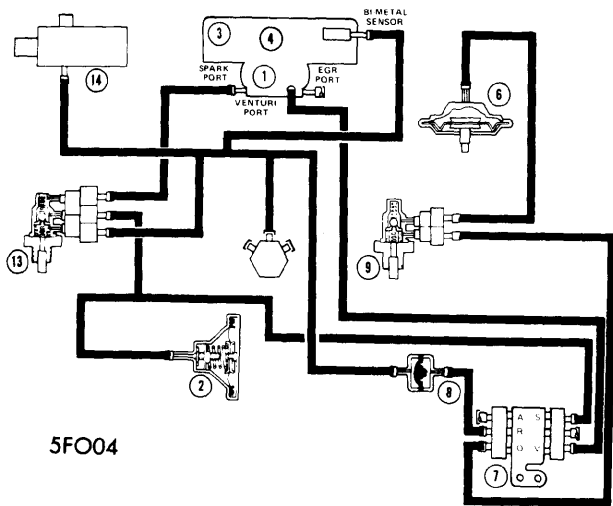 BI METAL
SENSOR
3
4
SPARK
PORT
1
EGR
PORT
VENTURI
PORT
14
6
13
9
2
8
A S
R
O V
7
5FO04